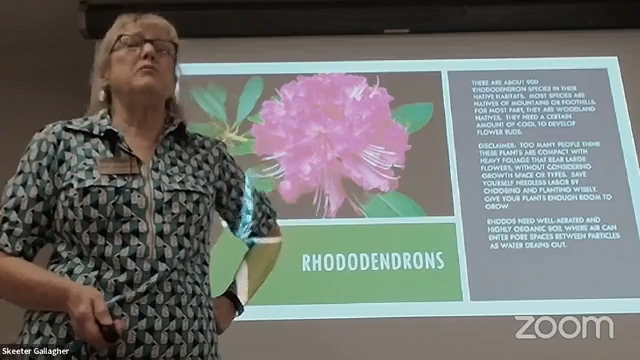 THERE ARE ABOUT 900
RHODODENDRON SPECIES IN THEIR
NATIVE HABITATS. MOST SPECIES ARE
NATIVES OF MOUNTAINS OR FOOTHILLS.
FOR MOST PART, THEY ARE WOODLAND
NATIVES. THEY NEED A CERTAIN
AMOUNT OF COOL TO DEVELOP
FLOWER BUDS.
DISCLAIMER: TOO MANY PEOPLE THINK
THESE PLANTS ARE COMPACT WITH
HEAVY FOLIAGE THAT BEAR LARGE
FLOWERS, WITHOUT CONSIDERING
GROWTH SPACE OR TYPES. SAVE
YOURSELF NEEDLESS LABOR BY
CHOOSING AND PLANTING WISELY.
GIVE YOUR PLANTS ENOUGH ROOM TO
GROW
RHODOS NEED WELL-AERATED AND
HIGHLY ORGANIC SOIL WHERE AIR CAN
ENTER PORE SPACES BETWEEN PARTICLES
AS WATER DRAINS OUT.
RHODODENDRONS
Skeeter Gallagher
zoom